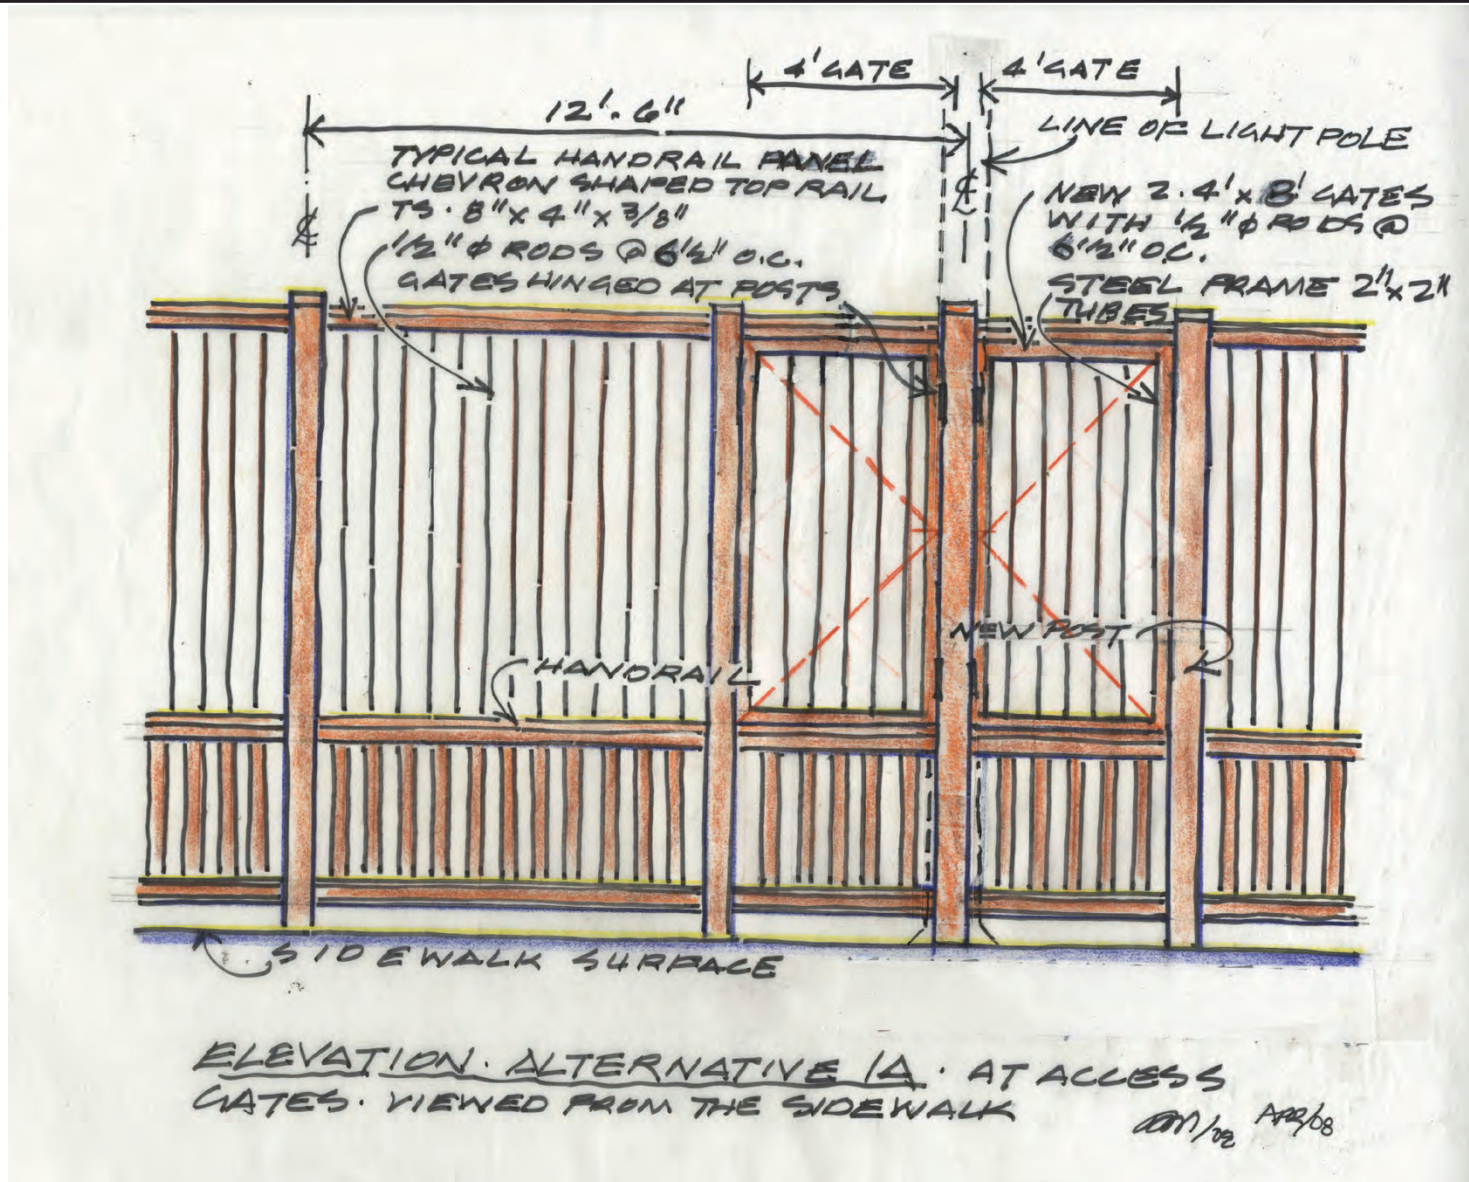 4' GATE
4' GATE
12'. 6"
LINE OF LIGHT POLE
TYPICAL HANDRAIL PANEL
CHEVRON SHAPED TOP RAIL
TS. 8" x 4" x 3/8"
1/2" φ RODS @ 6 1/2" O.C.
GATES HINGED AT POSTS
℄
℄
NEW 2. 4' x 8' GATES
WITH 1/2" φ RODS @
6 1/2" O.C.
STEEL FRAME 2" x 2"
TUBES
NEW POST
HANDRAIL
SIDEWALK SURFACE
ELEVATION. ALTERNATIVE 1A. AT ACCESS
GATES. VIEWED FROM THE SIDEWALK
APR/08